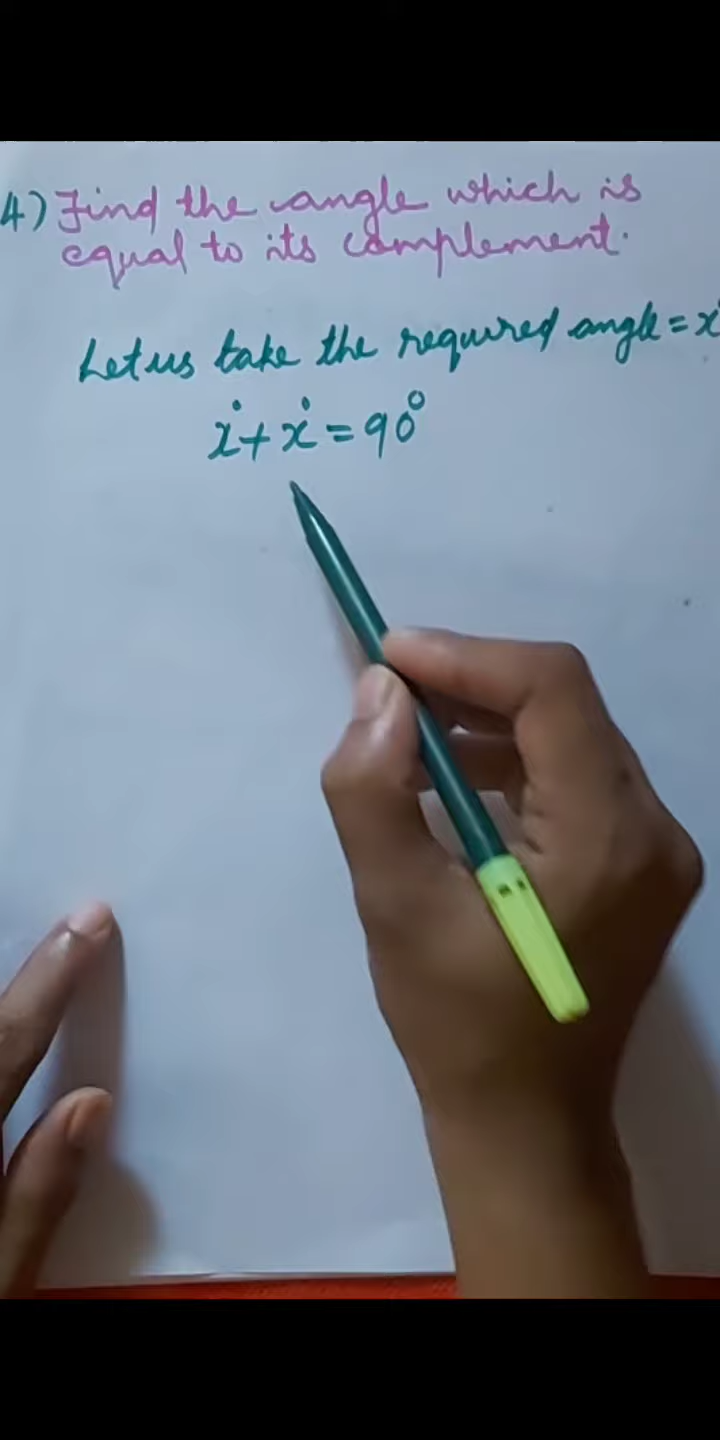 4) Find the angle which is
equal to its complement.
Let us take the required angle = x°
x° + x° = 90°